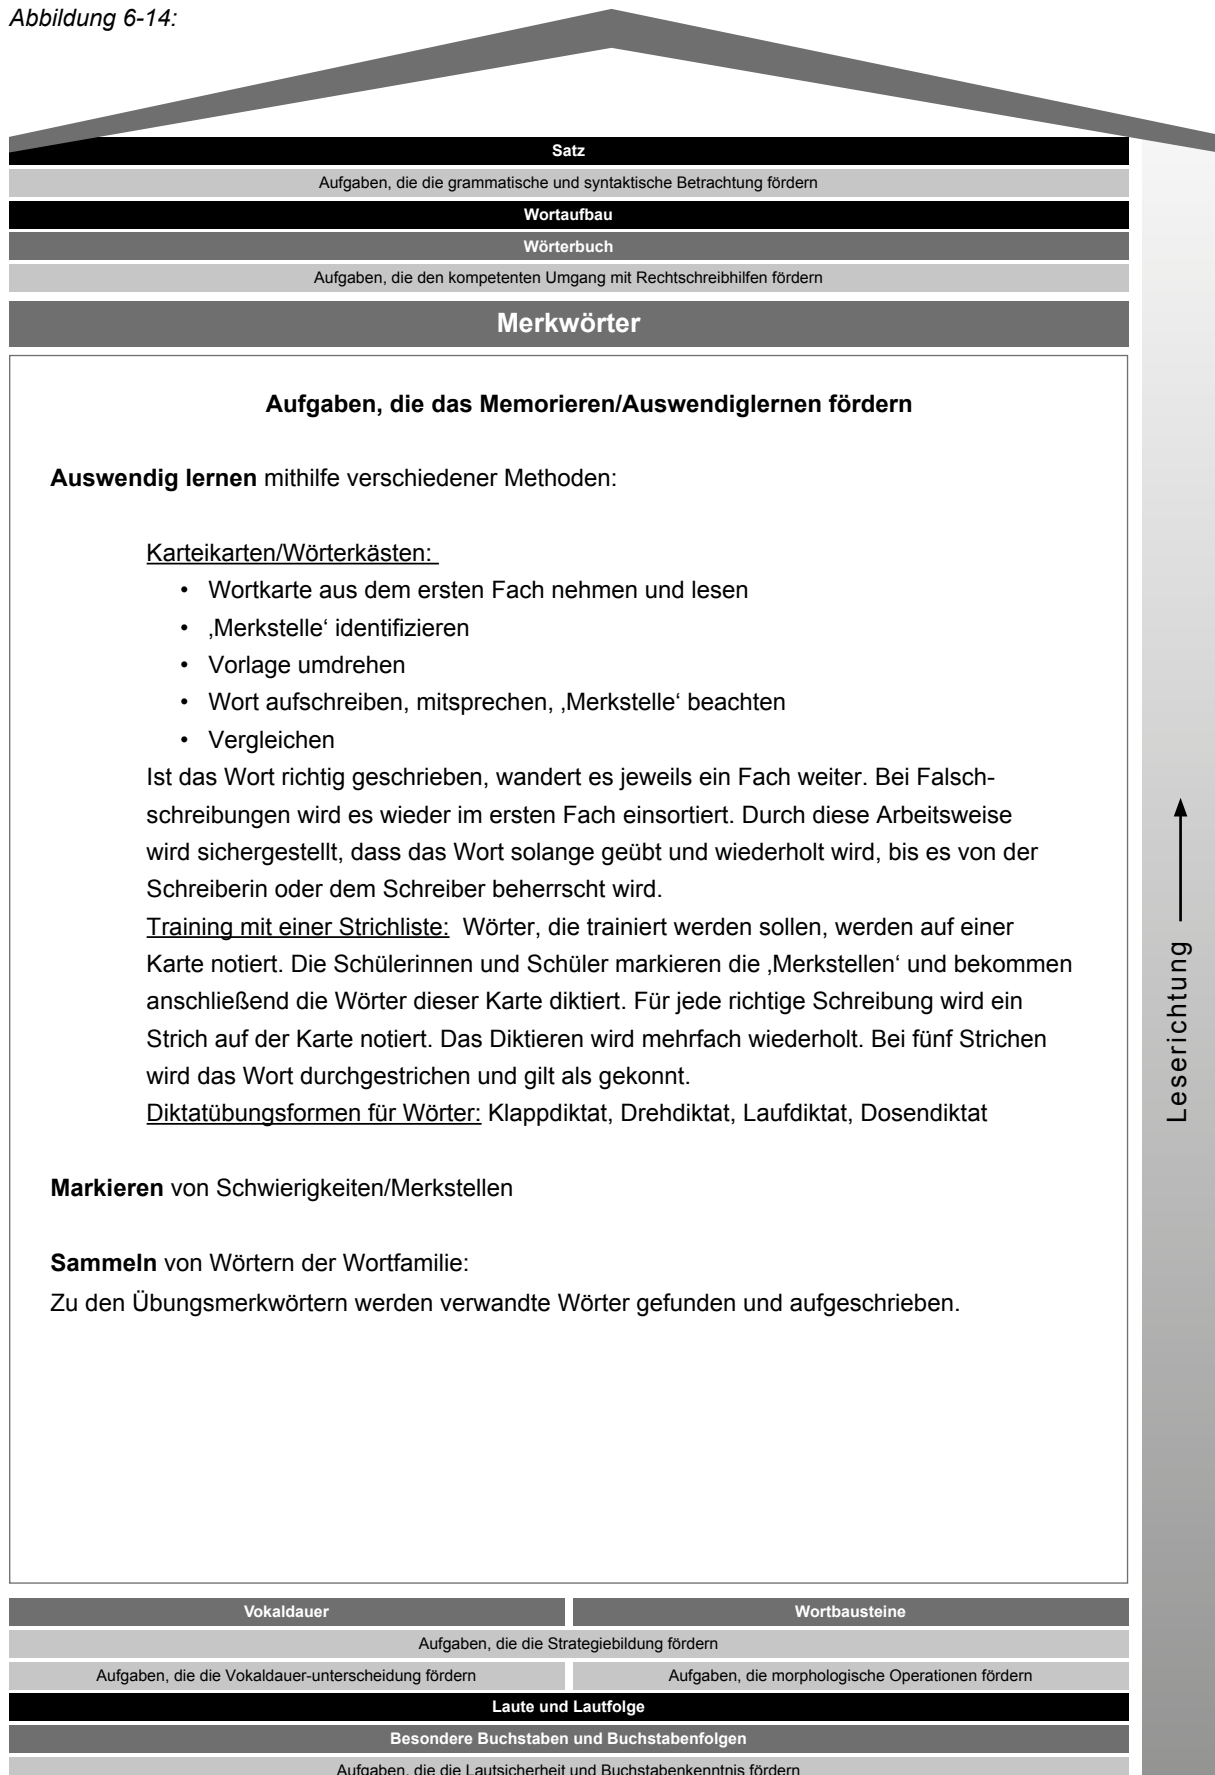 Abbildung 6-14:
Satz
Aufgaben, die die grammatische und syntaktische Betrachtung fördern
Wortaufbau
Wörterbuch
Aufgaben, die den kompetenten Umgang mit Rechtschreibhilfen fördern
Merkwörter
Aufgaben, die das Memorieren/Auswendiglernen fördern
Auswendig lernen mithilfe verschiedener Methoden:
Karteikarten/Wörterkästen:
• Wortkarte aus dem ersten Fach nehmen und lesen
• ‚Merkstelle‘ identifizieren
• Vorlage umdrehen
• Wort aufschreiben, mitsprechen, ‚Merkstelle‘ beachten
• Vergleichen
Ist das Wort richtig geschrieben, wandert es jeweils ein Fach weiter. Bei Falsch-
schreibungen wird es wieder im ersten Fach einsortiert. Durch diese Arbeitsweise
wird sichergestellt, dass das Wort solange geübt und wiederholt wird, bis es von der
Schreiberin oder dem Schreiber beherrscht wird.
Training mit einer Strichliste: Wörter, die trainiert werden sollen, werden auf einer
Karte notiert. Die Schülerinnen und Schüler markieren die ‚Merkstellen‘ und bekommen
anschließend die Wörter dieser Karte diktiert. Für jede richtige Schreibung wird ein
Strich auf der Karte notiert. Das Diktieren wird mehrfach wiederholt. Bei fünf Strichen
wird das Wort durchgestrichen und gilt als gekonnt.
Diktatübungsformen für Wörter: Klappdiktat, Drehdiktat, Laufdiktat, Dosendiktat
Markieren von Schwierigkeiten/Merkstellen
Sammeln von Wörtern der Wortfamilie:
Zu den Übungsmerkwörtern werden verwandte Wörter gefunden und aufgeschrieben.
Leserichtung
Vokaldauer
Wortbausteine
Aufgaben, die die Strategiebildung fördern
Aufgaben, die die Vokaldauer-unterscheidung fördern
Aufgaben, die morphologische Operationen fördern
Laute und Lautfolge
Besondere Buchstaben und Buchstabenfolgen
Aufgaben, die die Lautsicherheit und Buchstabenkenntnis fördern